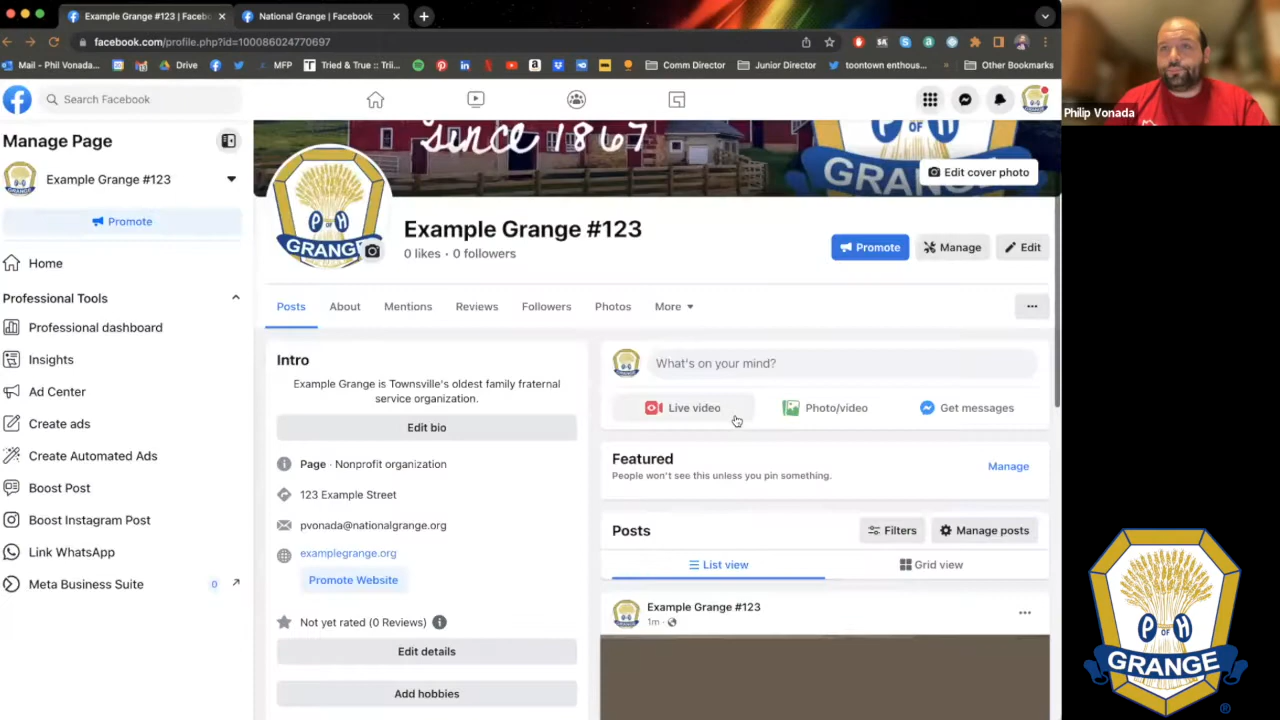 Example Grange #123 | Facebo
National Grange | Facebook
facebook.com/profile.php?id=100086024770697
Mail - Phil Vonada...
Drive
MFP
Tried & True :: Trii...
Comm Director
Junior Director
toontown enthous...
»
Other Bookmarks
Search Facebook
Philip Vonada
Manage Page
Example Grange #123
Promote
Home
Professional Tools
Professional dashboard
Insights
Ad Center
Create ads
Create Automated Ads
Boost Post
Boost Instagram Post
Link WhatsApp
Meta Business Suite 0
since 1867
P OF H
GRANGE
Edit cover photo
P H
OF
GRANGE
Example Grange #123
0 likes · 0 followers
Promote
Manage
Edit
Posts
About
Mentions
Reviews
Followers
Photos
More
...
Intro
Example Grange is Townsville's oldest family fraternal
service organization.
Edit bio
Page · Nonprofit organization
123 Example Street
pvonada@nationalgrange.org
examplegrange.org
Promote Website
Not yet rated (0 Reviews)
Edit details
Add hobbies
What's on your mind?
Live video
Photo/video
Get messages
Featured
Manage
People won't see this unless you pin something.
Posts
Filters
Manage posts
List view
Grid view
Example Grange #123
1m ·
...
P OF H
GRANGE
®